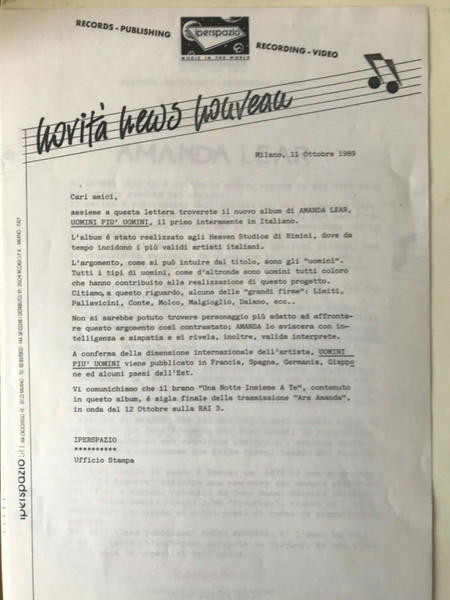 RECORDS - PUBLISHING
iperspazio
MUSIC IN THE WORLD
RECORDING - VIDEO
novità news nouveau
AMANDA LEAR
Milano, 11 Ottobre 1989
Cari amici,
assieme a questa lettera troverete il nuovo album di AMANDA LEAR,
UOMINI PIU' UOMINI, il primo interamente in Italiano.
L'album é stato realizzato agli Heaven Studios di Rimini, dove da
tempo incidono i più validi artisti italiani.
L'argomento, come si può intuire dal titolo, sono gli "uomini".
Tutti i tipi di uomini, come d'altronde sono uomini tutti coloro
che hanno contribuito alla realizzazione di questo progetto.
Citiamo, a questo riguardo, alcune delle "grandi firme": Limiti,
Pallavicini, Conte, Molco, Malgioglio, Daiano, ecc..
Non si sarebbe potuto trovare personaggio più adatto ad affronta-
re questo argomento così contrastato; AMANDA lo sviscera con in-
telligenza e simpatia e si rivela, inoltre, valida interprete.
A conferma della dimensione internazionale dell'artista, UOMINI
PIU' UOMINI viene pubblicato in Francia, Spagna, Germania, Giappo
ne ed alcuni paesi dell'Est.
Vi comunichiamo che il brano "Una Notte Insieme A Te", contenuto
in questo album, é sigla finale della trasmissione "Ars Amanda",
in onda dal 12 Ottobre sulla RAI 3.
IPERSPAZIO
**********
Ufficio Stampa
iperspazio